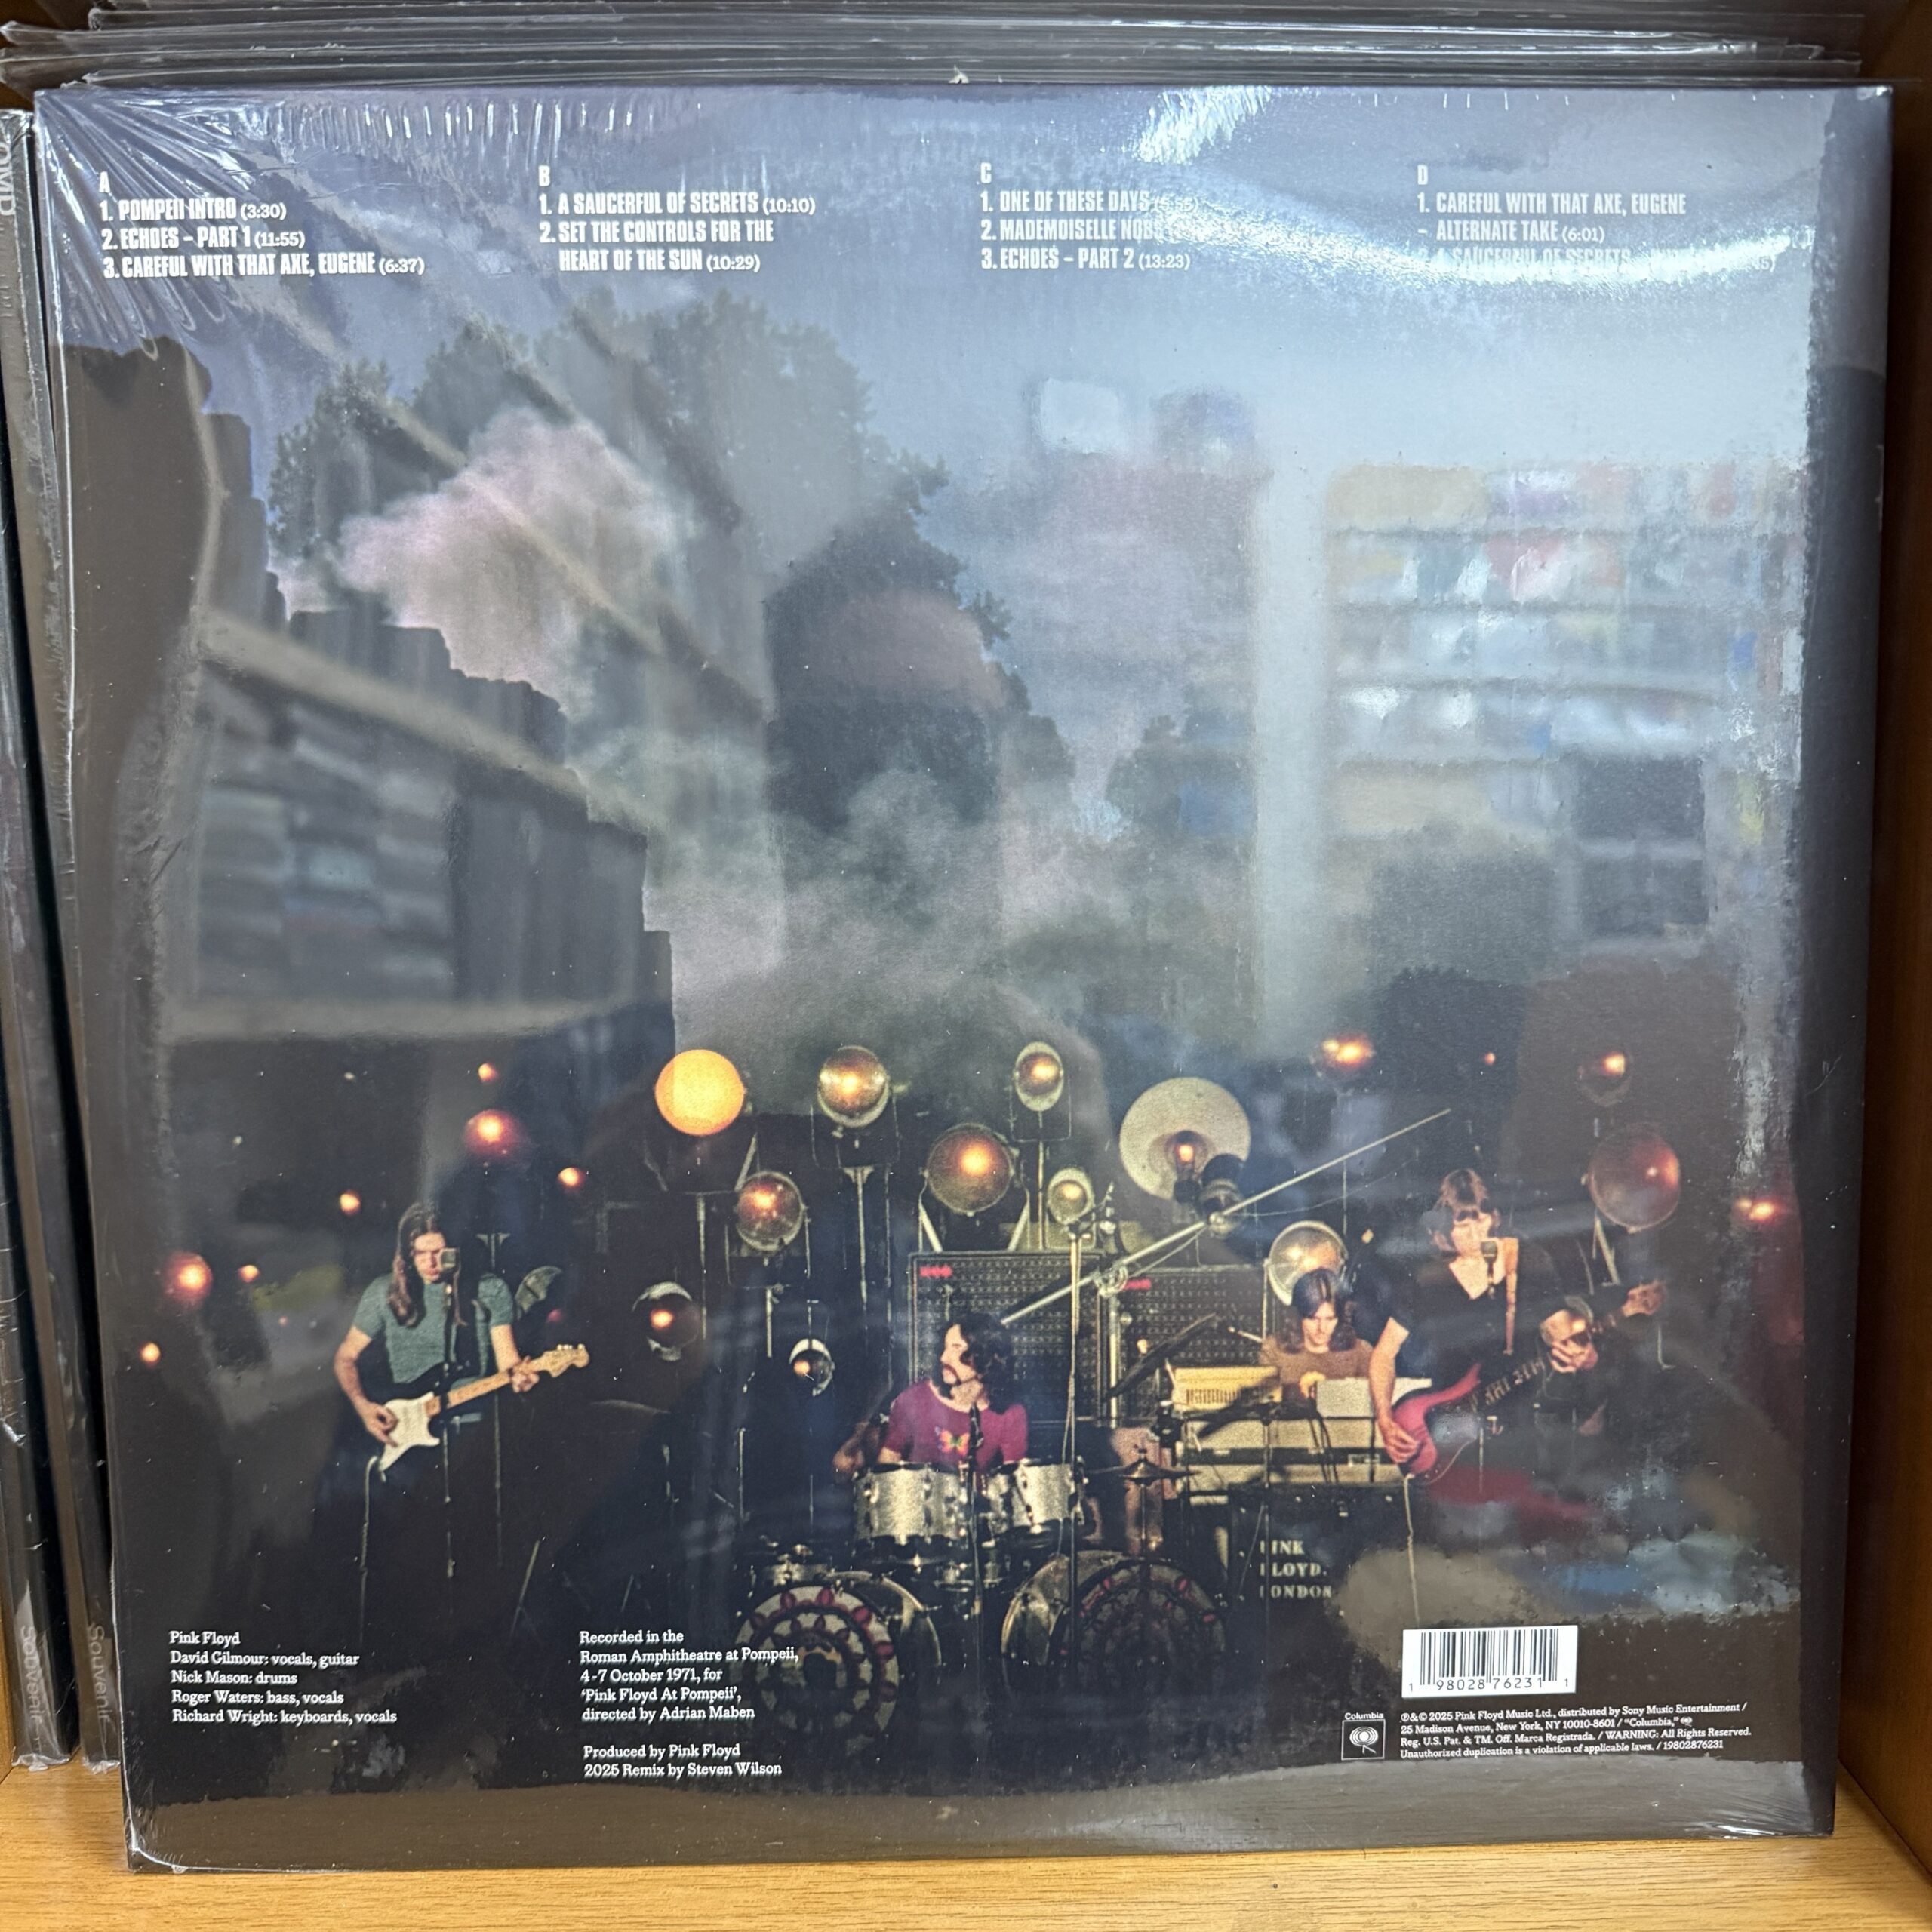 A
1. POMPEII INTRO (3:30)
2. ECHOES – PART 1 (11:55)
3. CAREFUL WITH THAT AXE, EUGENE (6:37)
B
1. A SAUCERFUL OF SECRETS (10:10)
2. SET THE CONTROLS FOR THE
HEART OF THE SUN (10:29)
C
1. ONE OF THESE DAYS
2. MADEMOISELLE NOBS
3. ECHOES – PART 2 (13:23)
D
1. CAREFUL WITH THAT AXE, EUGENE
– ALTERNATE TAKE (6:01)
A SAUCERFUL OF SECRETS
INK
LOYD.
LONDON
Pink Floyd
David Gilmour: vocals, guitar
Nick Mason: drums
Roger Waters: bass, vocals
Richard Wright: keyboards, vocals
Recorded in the
Roman Amphitheatre at Pompeii,
4-7 October 1971, for
‘Pink Floyd At Pompeii’,
directed by Adrian Maben
Produced by Pink Floyd
2025 Remix by Steven Wilson
1 98028 76231 1
Columbia
℗&© 2025 Pink Floyd Music Ltd., distributed by Sony Music Entertainment /
25 Madison Avenue, New York, NY 10010-8601 / “Columbia,”
Reg. U.S. Pat. & TM. Off. Marca Registrada. / WARNING: All Rights Reserved.
Unauthorized duplication is a violation of applicable laws. / 19802876231
Souvenir
Souvenir
OMD